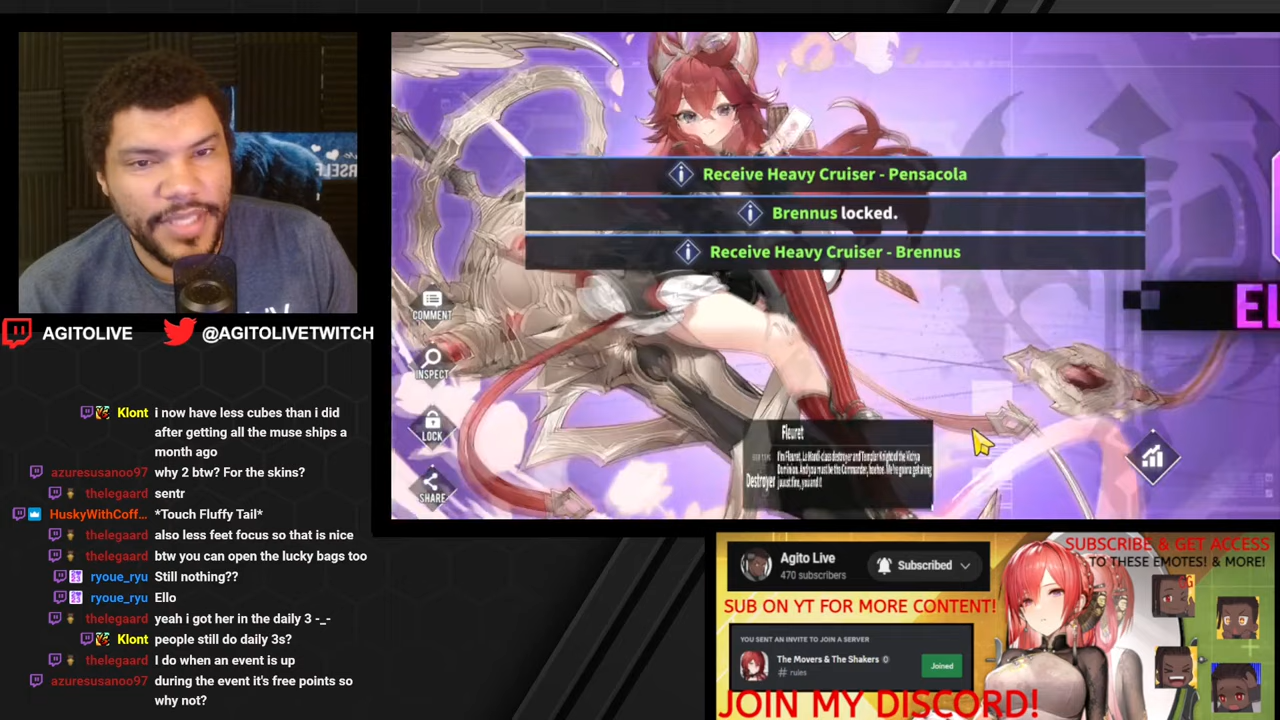 Receive Heavy Cruiser - Pensacola
Brennus locked.
Receive Heavy Cruiser - Brennus
COMMENT
INSPECT
LOCK
SHARE
EL
Fleuret
Destroyer
AGITOLIVE
@AGITOLIVETWITCH
Klont i now have less cubes than i did
after getting all the muse ships a
month ago
azuresusanoo97 why 2 btw? For the skins?
thelegaard sentr
HuskyWithCoff... *Touch Fluffy Tail*
thelegaard also less feet focus so that is nice
thelegaard btw you can open the lucky bags too
ryoue_ryu Still nothing??
ryoue_ryu Ello
thelegaard yeah i got her in the daily 3 -_-
Klont people still do daily 3s?
thelegaard I do when an event is up
azuresusanoo97 during the event it's free points so
why not?
Agito Live
470 subscribers
Subscribed
SUB ON YT FOR MORE CONTENT!
YOU SENT AN INVITE TO JOIN A SERVER
The Movers & The Shakers
# rules
Joined
JOIN MY DISCORD!
SUBSCRIBE & GET ACCESS
TO THESE EMOTES! & MORE!